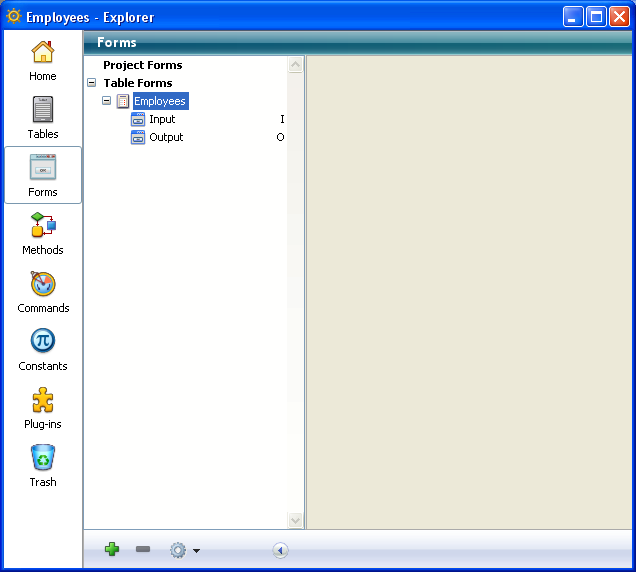 Employees - Explorer
Forms
Home
Tables
Forms
Methods
Commands
Constants
Plug-ins
Trash
Project Forms
Table Forms
Employees
Input I
Output O